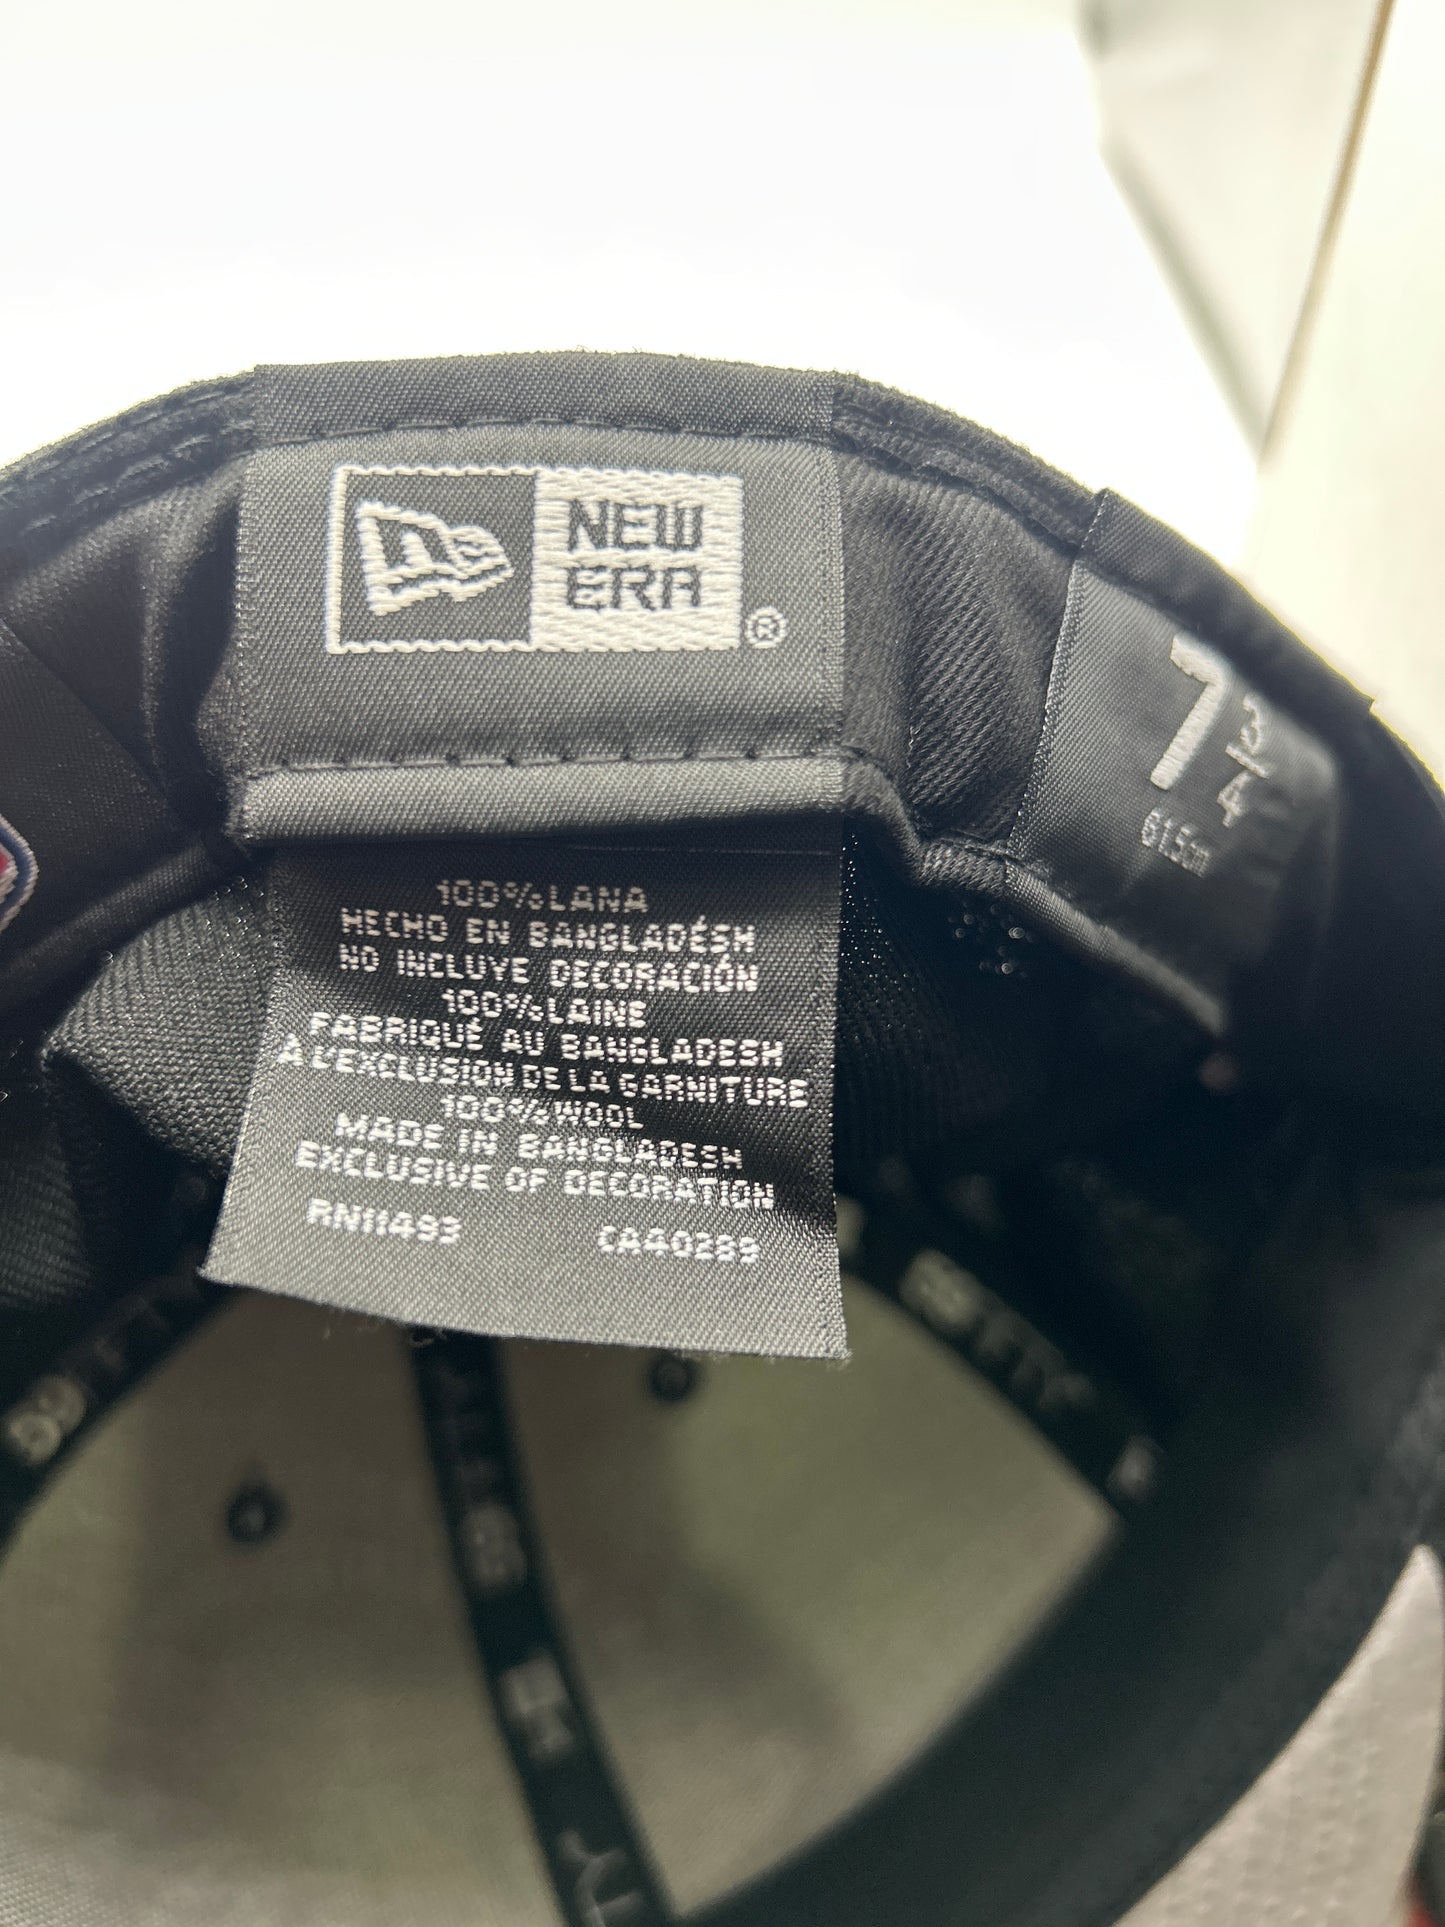 NEW
ERA
®
7 3/4
61.5cm
100%LANA
HECHO EN BANGLADÉSH
NO INCLUYE DECORACIÓN
100%LAINE
FABRIQUÉ AU BANGLADESH
À L'EXCLUSION DE LA GARNITURE
100%WOOL
MADE IN BANGLADESH
EXCLUSIVE OF DECORATION
RN11493 CA40289
59FIFTY